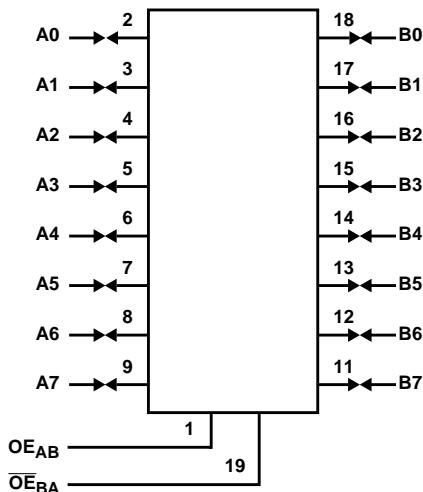 A0 2 18 B0
A1 3 17 B1
A2 4 16 B2
A3 5 15 B3
A4 6 14 B4
A5 7 13 B5
A6 8 12 B6
A7 9 11 B7
1
OEAB
19
O̅E̅BA